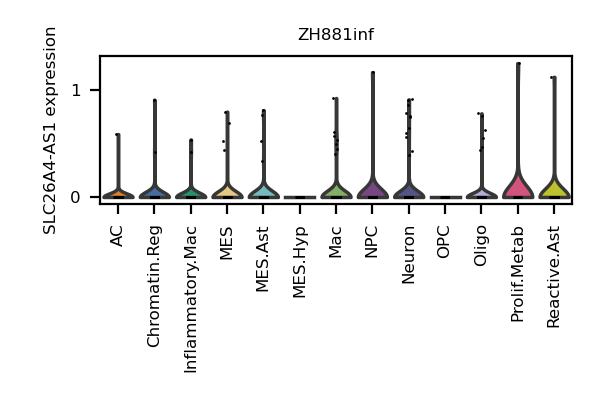 ZH881inf
SLC26A4-AS1 expression
1
0
AC
Chromatin.Reg
Inflammatory.Mac
MES
MES.Ast
MES.Hyp
Mac
NPC
Neuron
OPC
Oligo
Prolif.Metab
Reactive.Ast